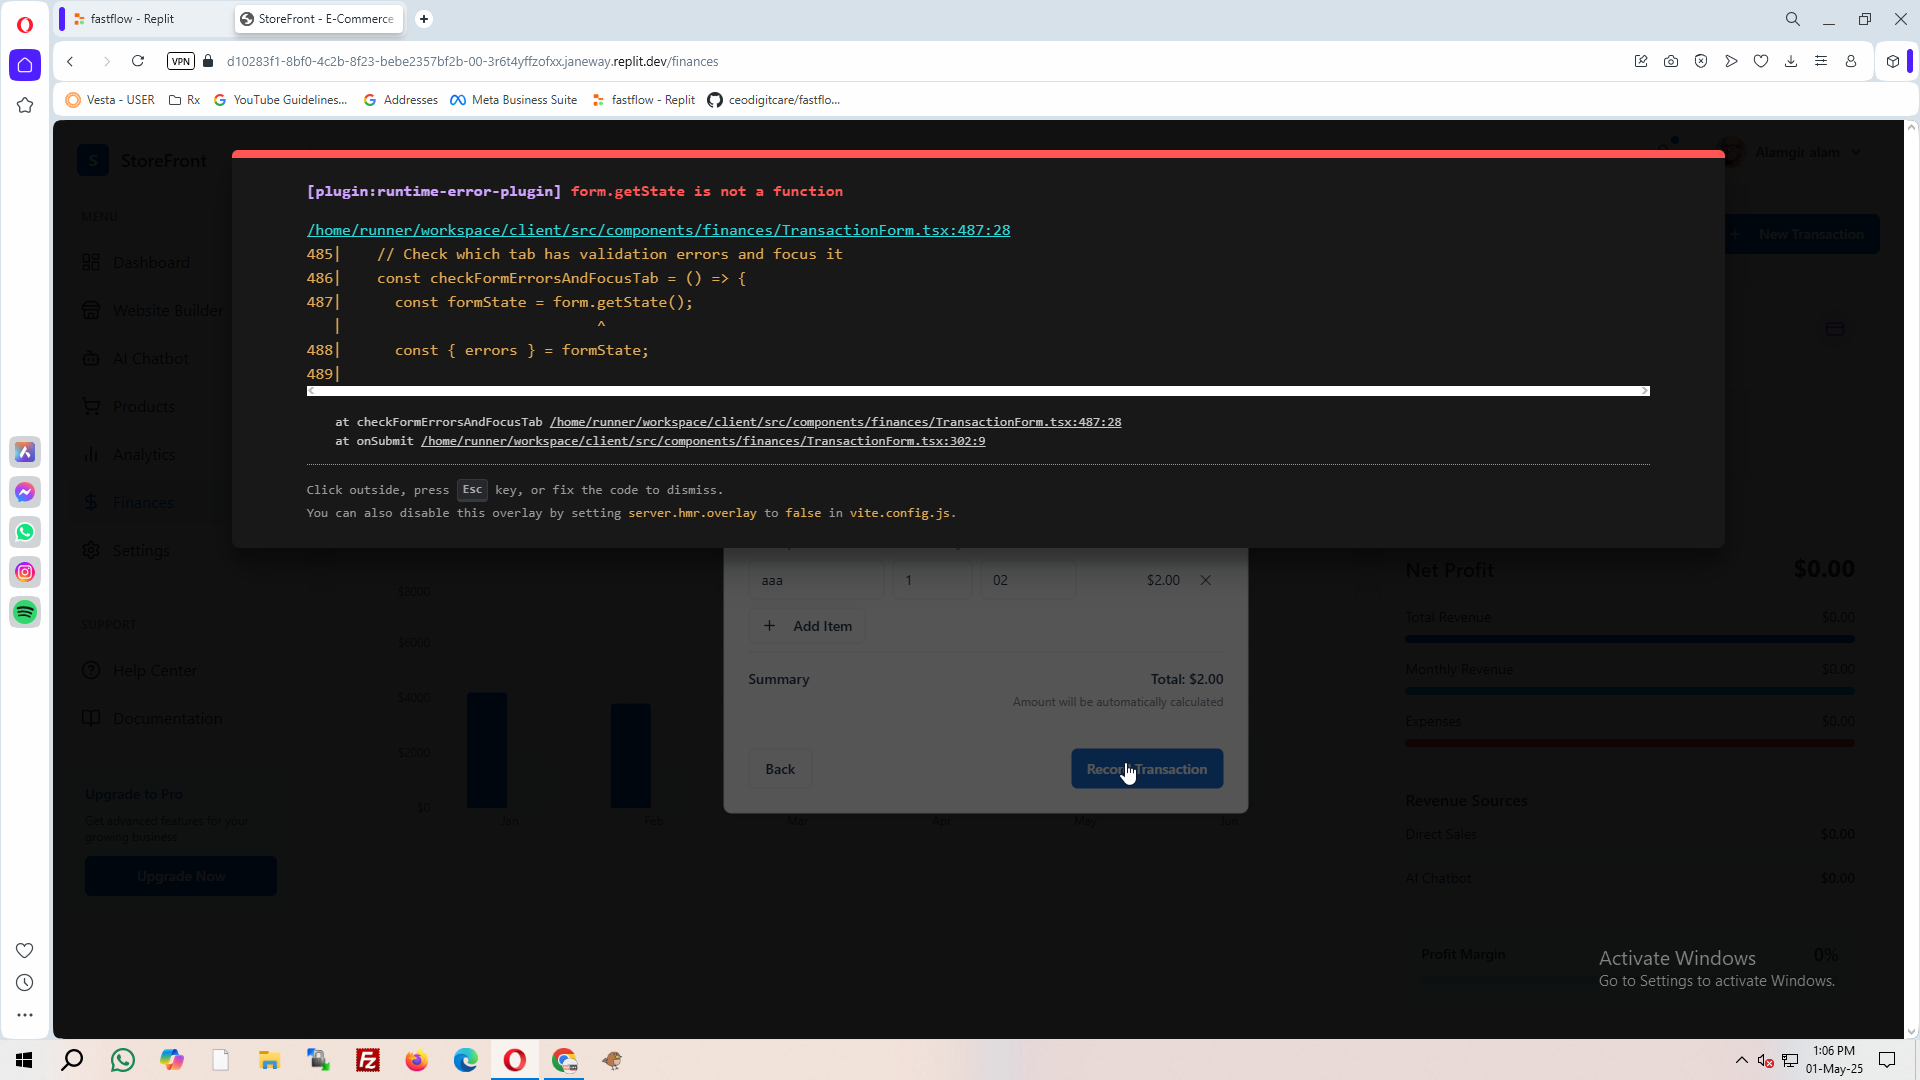 fastflow - Replit
StoreFront - E-Commerce
VPN
d10283f1-8bf0-4c2b-8f23-bebe2357bf2b-00-3r6t4yffzofxx.janeway.replit.dev/finances
Vesta - USER
Rx
YouTube Guidelines...
Addresses
Meta Business Suite
fastflow - Replit
ceodigitcare/fastflo...
S
StoreFront
Alamgir alam
[plugin:runtime-error-plugin] form.getState is not a function
/home/runner/workspace/client/src/components/finances/TransactionForm.tsx:487:28
485|    // Check which tab has validation errors and focus it
486|    const checkFormErrorsAndFocusTab = () => {
487|      const formState = form.getState();
|                             ^
488|      const { errors } = formState;
489|
at checkFormErrorsAndFocusTab /home/runner/workspace/client/src/components/finances/TransactionForm.tsx:487:28
at onSubmit /home/runner/workspace/client/src/components/finances/TransactionForm.tsx:302:9
Click outside, press Esc key, or fix the code to dismiss.
You can also disable this overlay by setting server.hmr.overlay to false in vite.config.js.
MENU
Dashboard
Website Builder
AI Chatbot
Products
Analytics
Finances
Settings
SUPPORT
Help Center
Documentation
Upgrade to Pro
Get advanced features for your
growing business
Upgrade Now
New Transaction
$8000
$6000
$4000
$2000
$0
Jan
Feb
Mar
Apr
May
Jun
aaa
1
02
$2.00
Add Item
Summary
Total: $2.00
Amount will be automatically calculated
Back
Record Transaction
Net Profit
$0.00
Total Revenue
$0.00
Monthly Revenue
$0.00
Expenses
$0.00
Revenue Sources
Direct Sales
$0.00
AI Chatbot
$0.00
Profit Margin
0%
Activate Windows
Go to Settings to activate Windows.
1:06 PM
01-May-25